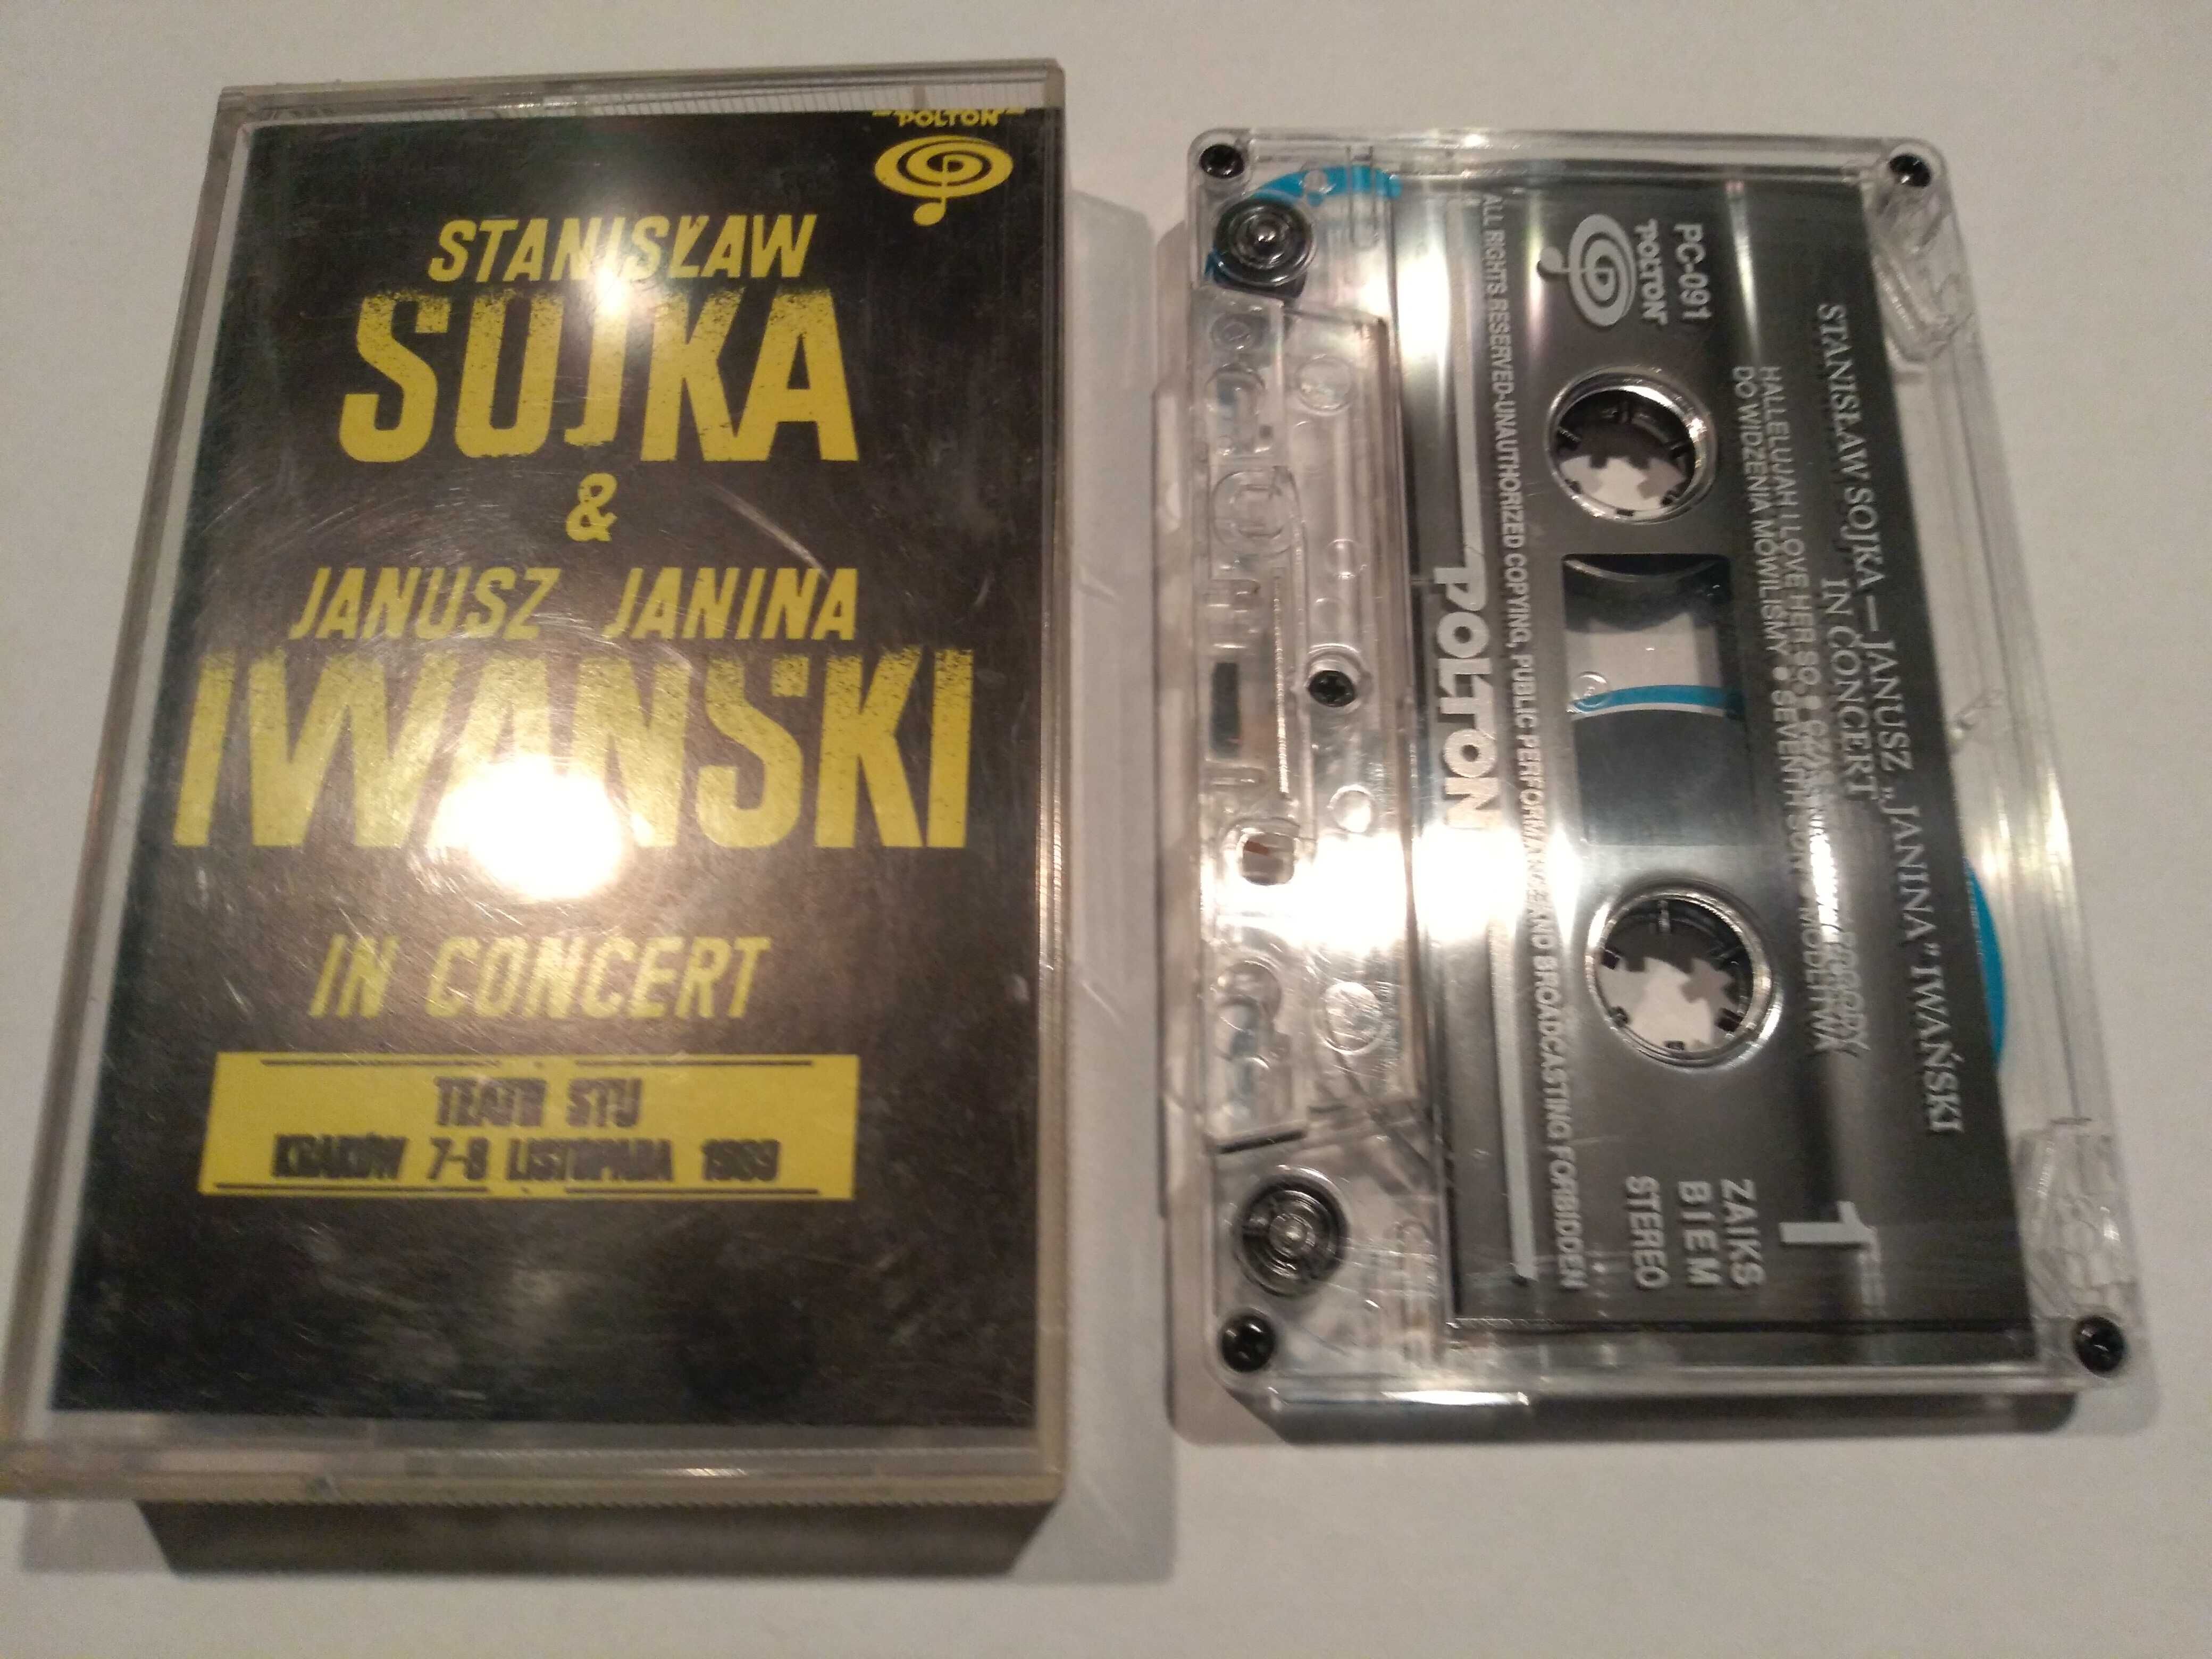 POLTON
STANISŁAW
SOJKA
&
JANUSZ JANINA
IWAŃSKI
IN CONCERT
TEATR STU
KRAKÓW 7-8 LISTOPADA 1989
STANISŁAW SOJKA — JANUSZ „JANINA” IWAŃSKI
IN CONCERT
HALLELUJAH I LOVE HER SO •
DO WIDZENIA MÓWILIŚMY • SEVENTH SON • MODLITWA
PC-091
POLTON
1
ZAIKS
BIEM
STEREO
ALL RIGHTS RESERVED-UNAUTHORIZED COPYING, PUBLIC PERFORMANCE AND BROADCASTING FORBIDDEN
POLTON